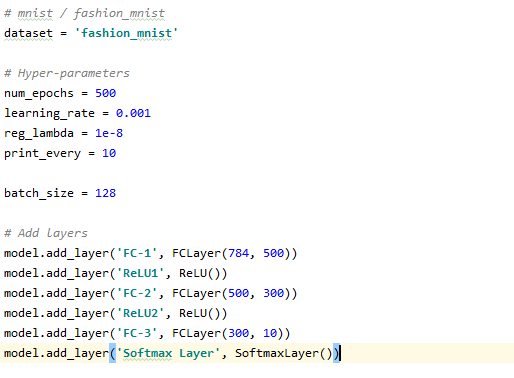 # mnist / fashion_mnist
dataset = 'fashion_mnist'
# Hyper-parameters
num_epochs = 500
learning_rate = 0.001
reg_lambda = 1e-8
print_every = 10
batch_size = 128
# Add layers
model.add_layer('FC-1', FCLayer(784, 500))
model.add_layer('ReLU1', ReLU())
model.add_layer('FC-2', FCLayer(500, 300))
model.add_layer('ReLU2', ReLU())
model.add_layer('FC-3', FCLayer(300, 10))
model.add_layer('Softmax Layer', SoftmaxLayer())